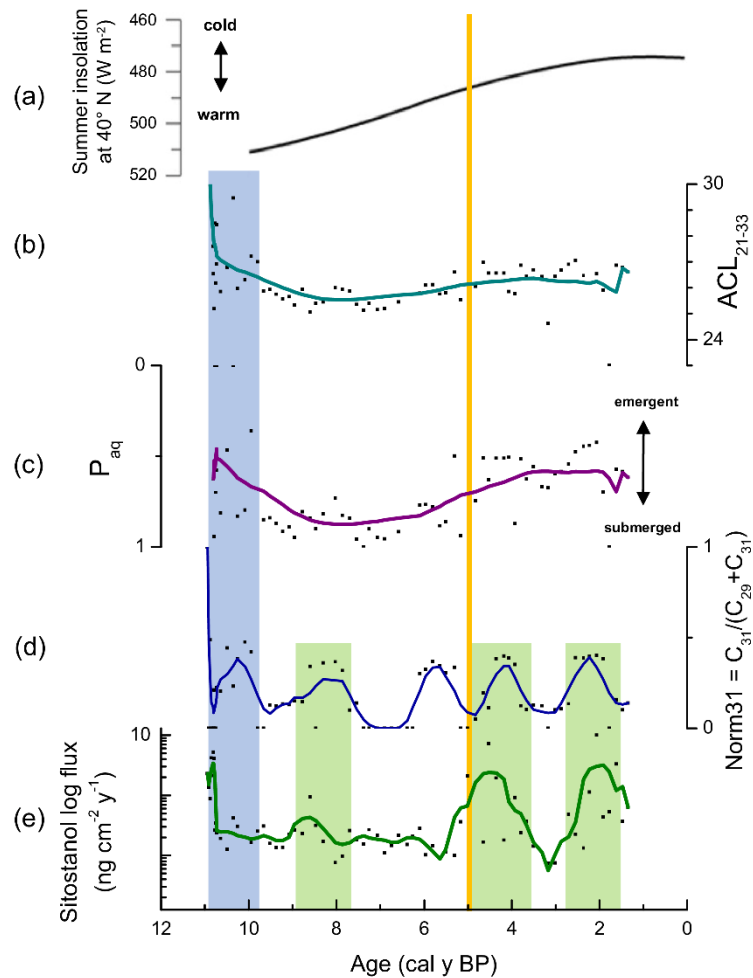 (a)
Summer insolation
at 40° N (W m-2)
460
480
500
520
cold
warm
(b)
30
24
ACL21-33
(c)
Paq
0
1
emergent
submerged
(d)
1
0
Norm31 = C31/(C29+C31)
(e)
Sitostanol log flux
(ng cm-2 y-1)
10
12
10
8
6
4
2
0
Age (cal y BP)